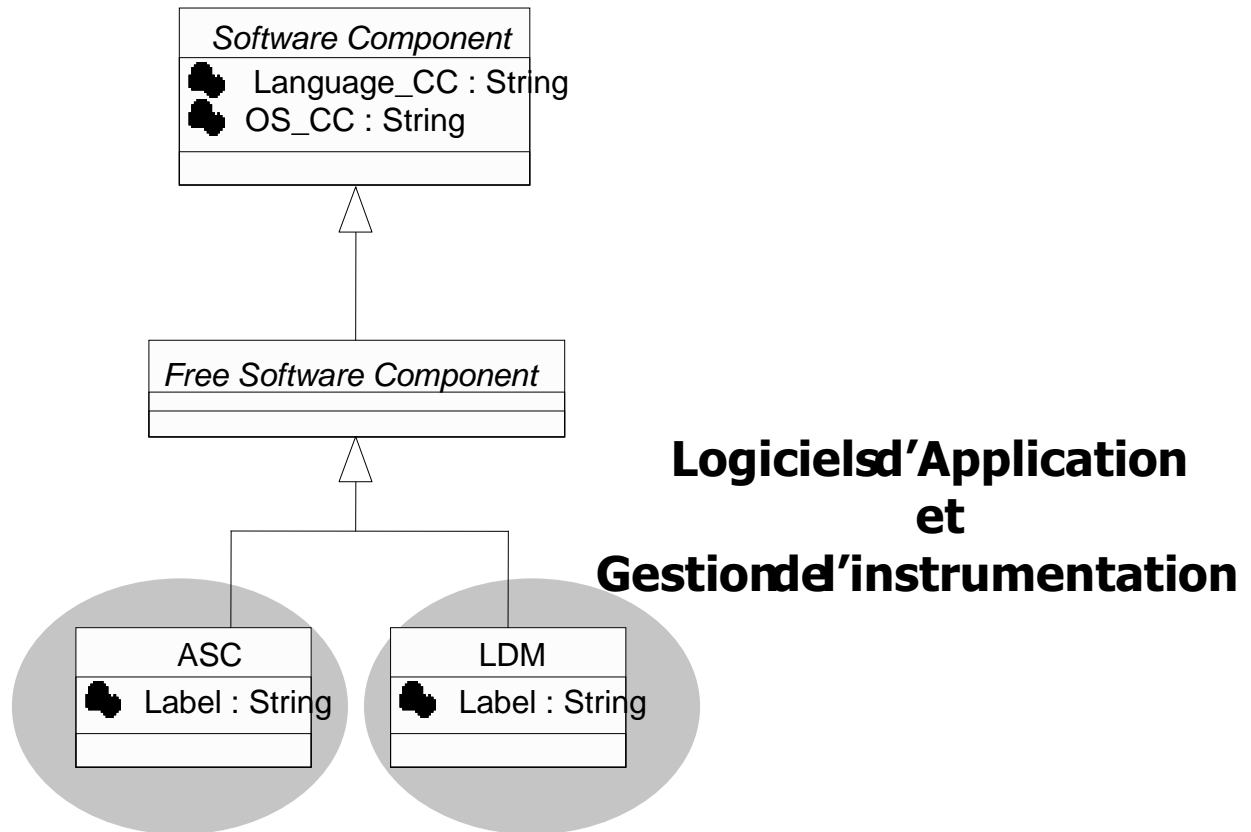 Software Component
Language_CC : String
OS_CC : String
Free Software Component
Logicielsd'Application
et
Gestiondel'instrumentation
ASC
LDM
Label : String
Label : String